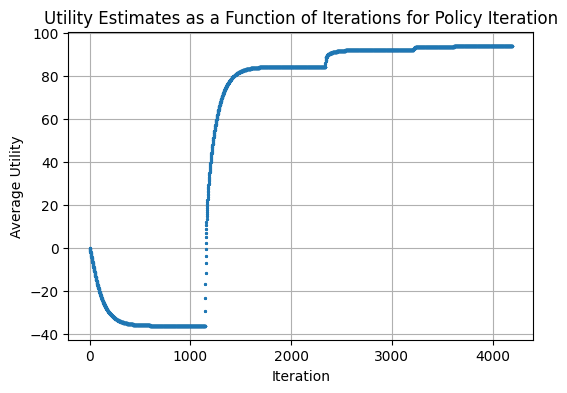 Utility Estimates as a Function of Iterations for Policy Iteration
100
80
60
40
20
0
−20
−40
Average Utility
0 1000 2000 3000 4000
Iteration